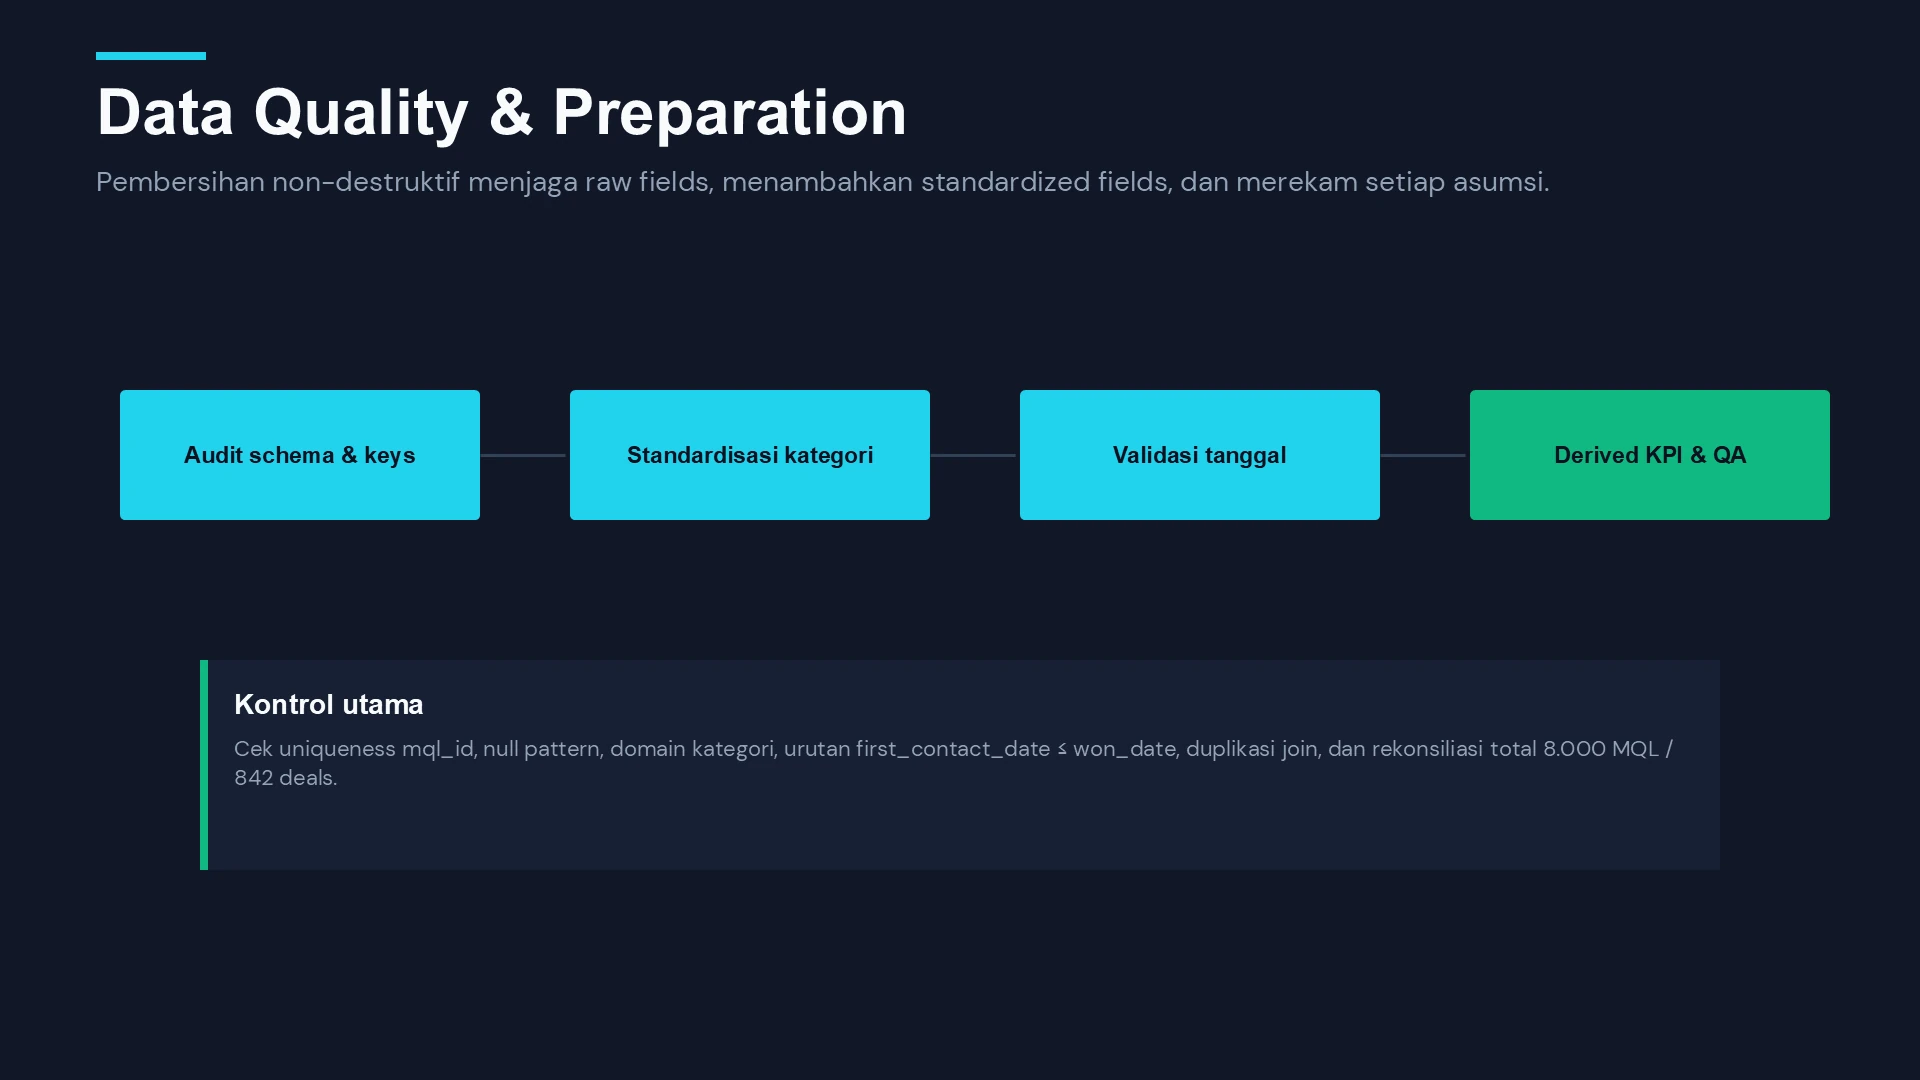 Data Quality & Preparation
Pembersihan non-destruktif menjaga raw fields, menambahkan standardized fields, dan merekam setiap asumsi.
Audit schema & keys
Standardisasi kategori
Validasi tanggal
Derived KPI & QA
Kontrol utama
Cek uniqueness mql_id, null pattern, domain kategori, urutan first_contact_date ≤ won_date, duplikasi join, dan rekonsiliasi total 8.000 MQL /
842 deals.